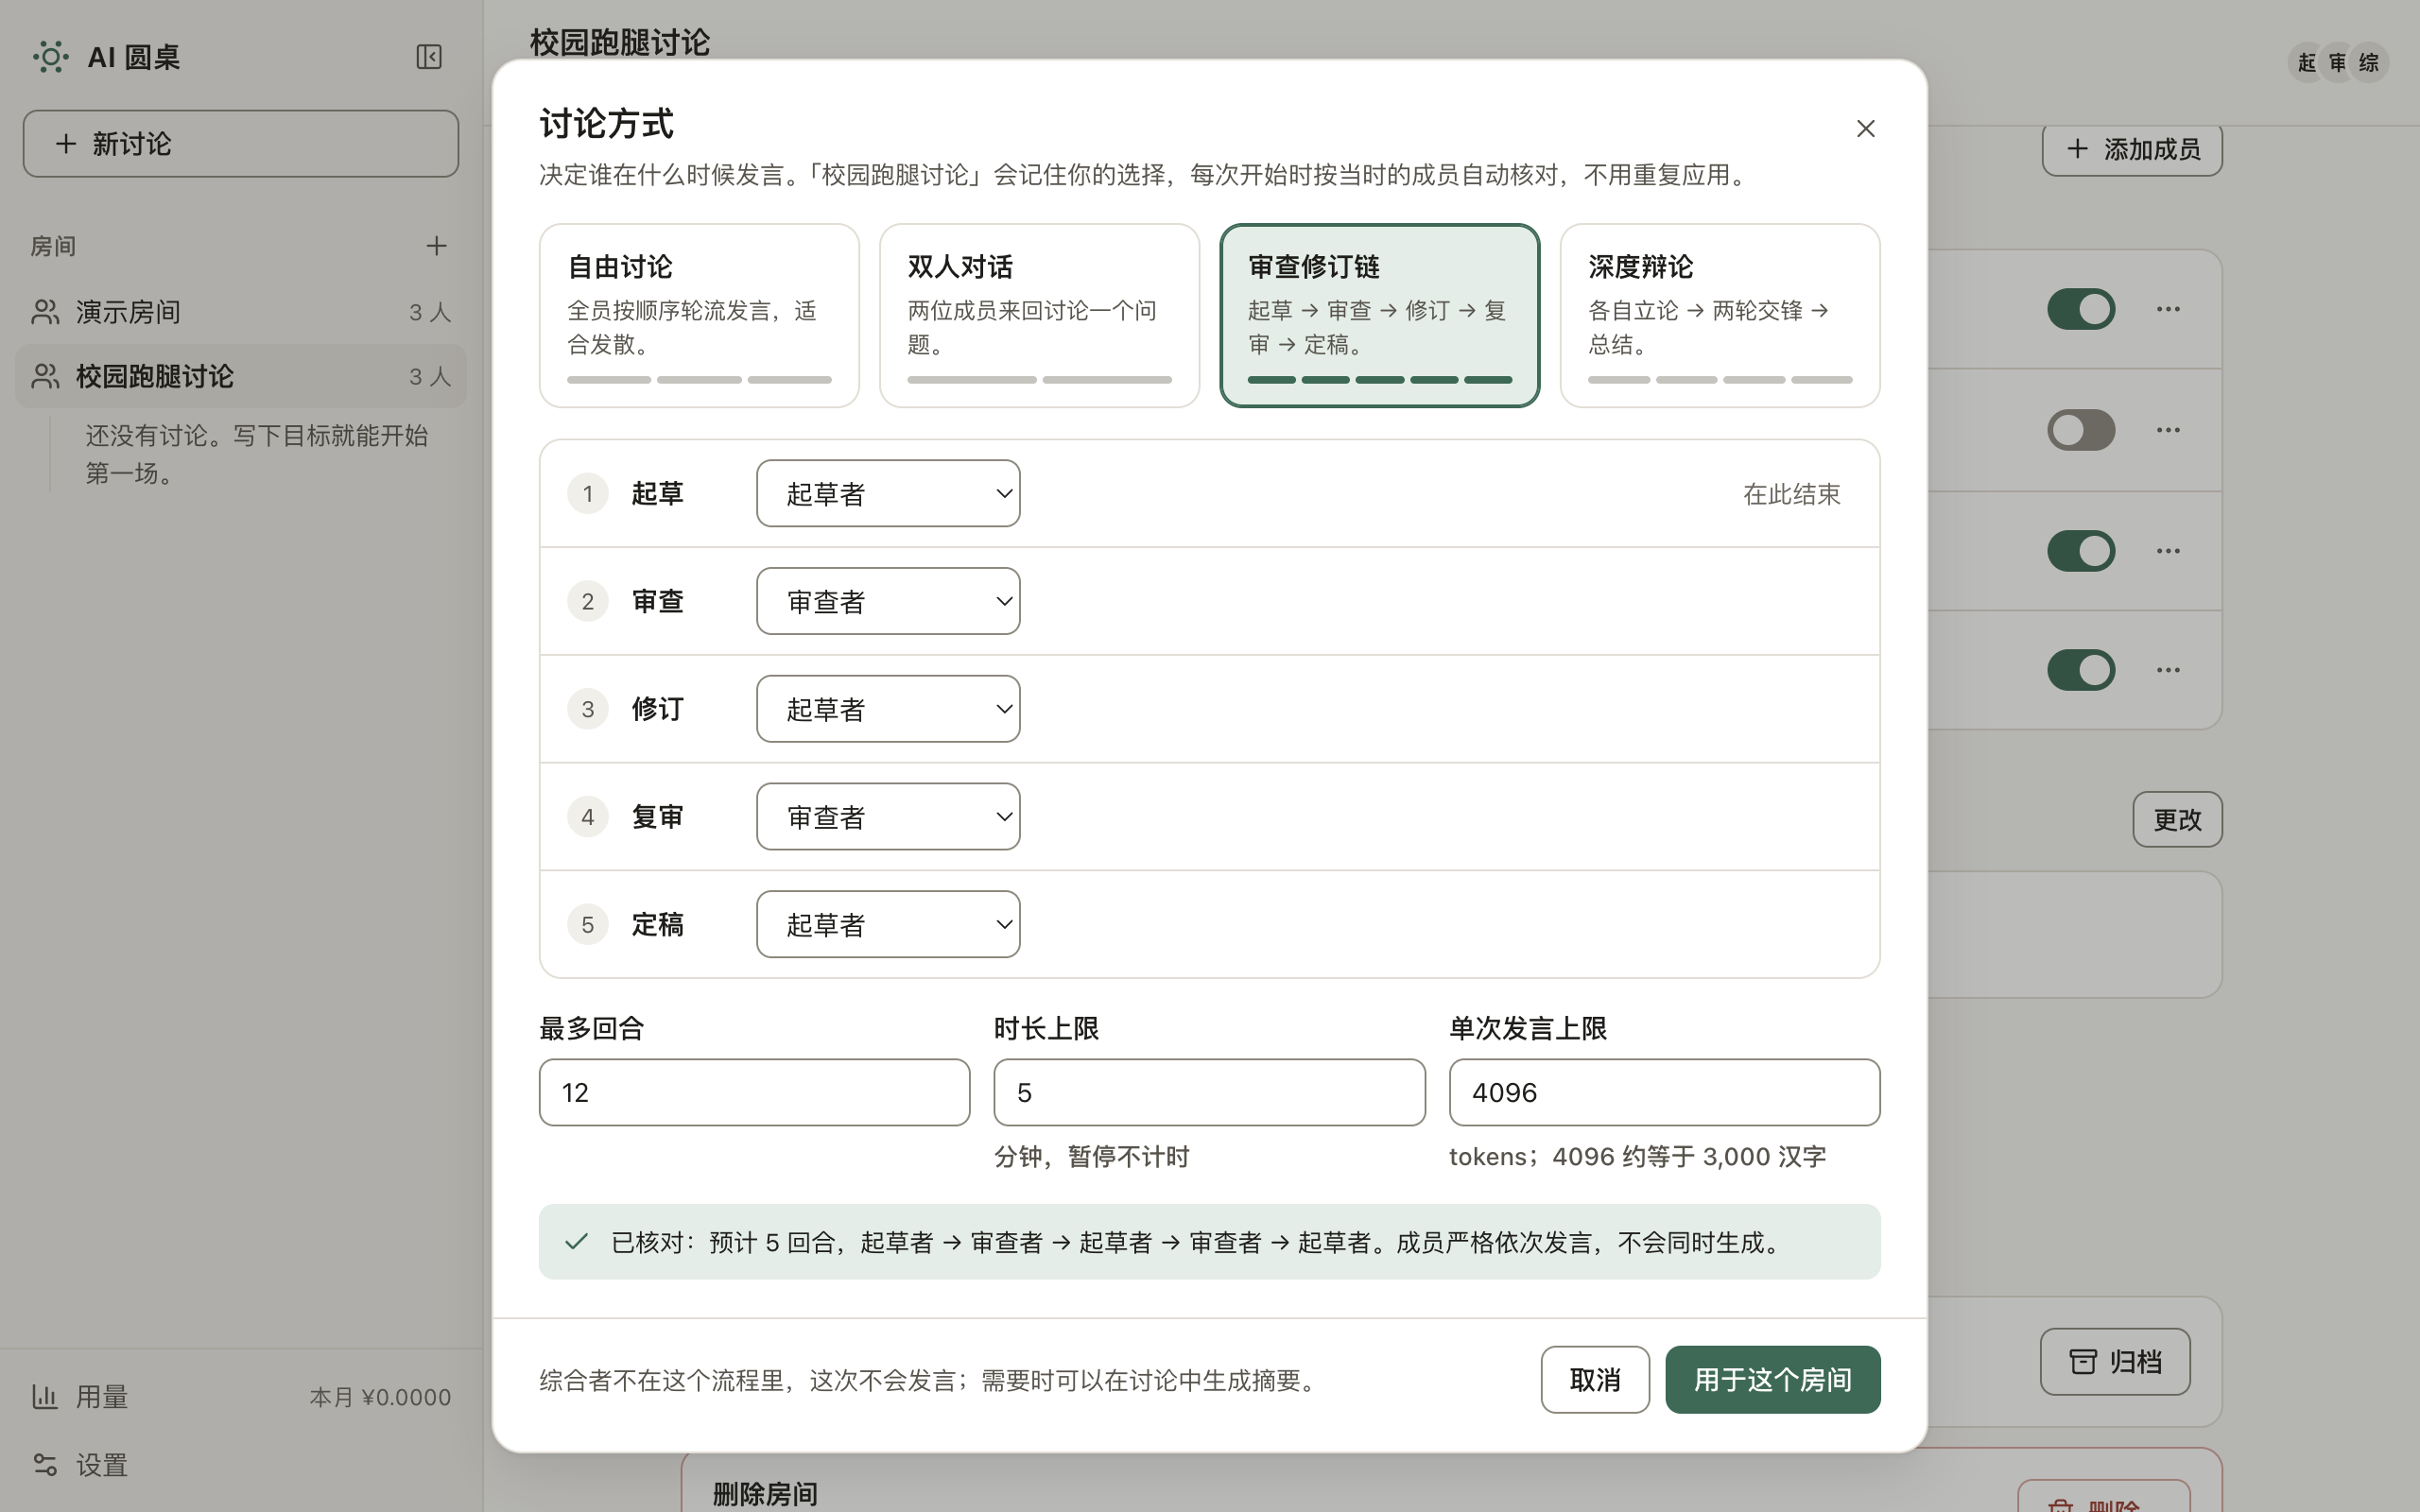 AI 圆桌
新讨论
房间
演示房间
3 人
校园跑腿讨论
3 人
还没有讨论。写下目标就能开始
第一场。
用量
本月 ¥0.0000
设置
校园跑腿讨论
起
审
综
添加成员
更改
归档
删除房间
删除
讨论方式
决定谁在什么时候发言。「校园跑腿讨论」会记住你的选择，每次开始时按当时的成员自动核对，不用重复应用。
自由讨论
全员按顺序轮流发言，适
合发散。
双人对话
两位成员来回讨论一个问
题。
审查修订链
起草 → 审查 → 修订 → 复
审 → 定稿。
深度辩论
各自立论 → 两轮交锋 →
总结。
1 起草 起草者 在此结束
2 审查 审查者
3 修订 起草者
4 复审 审查者
5 定稿 起草者
最多回合
12
时长上限
5
分钟，暂停不计时
单次发言上限
4096
tokens；4096 约等于 3,000 汉字
已核对：预计 5 回合，起草者 → 审查者 → 起草者 → 审查者 → 起草者。成员严格依次发言，不会同时生成。
综合者不在这个流程里，这次不会发言；需要时可以在讨论中生成摘要。
取消
用于这个房间